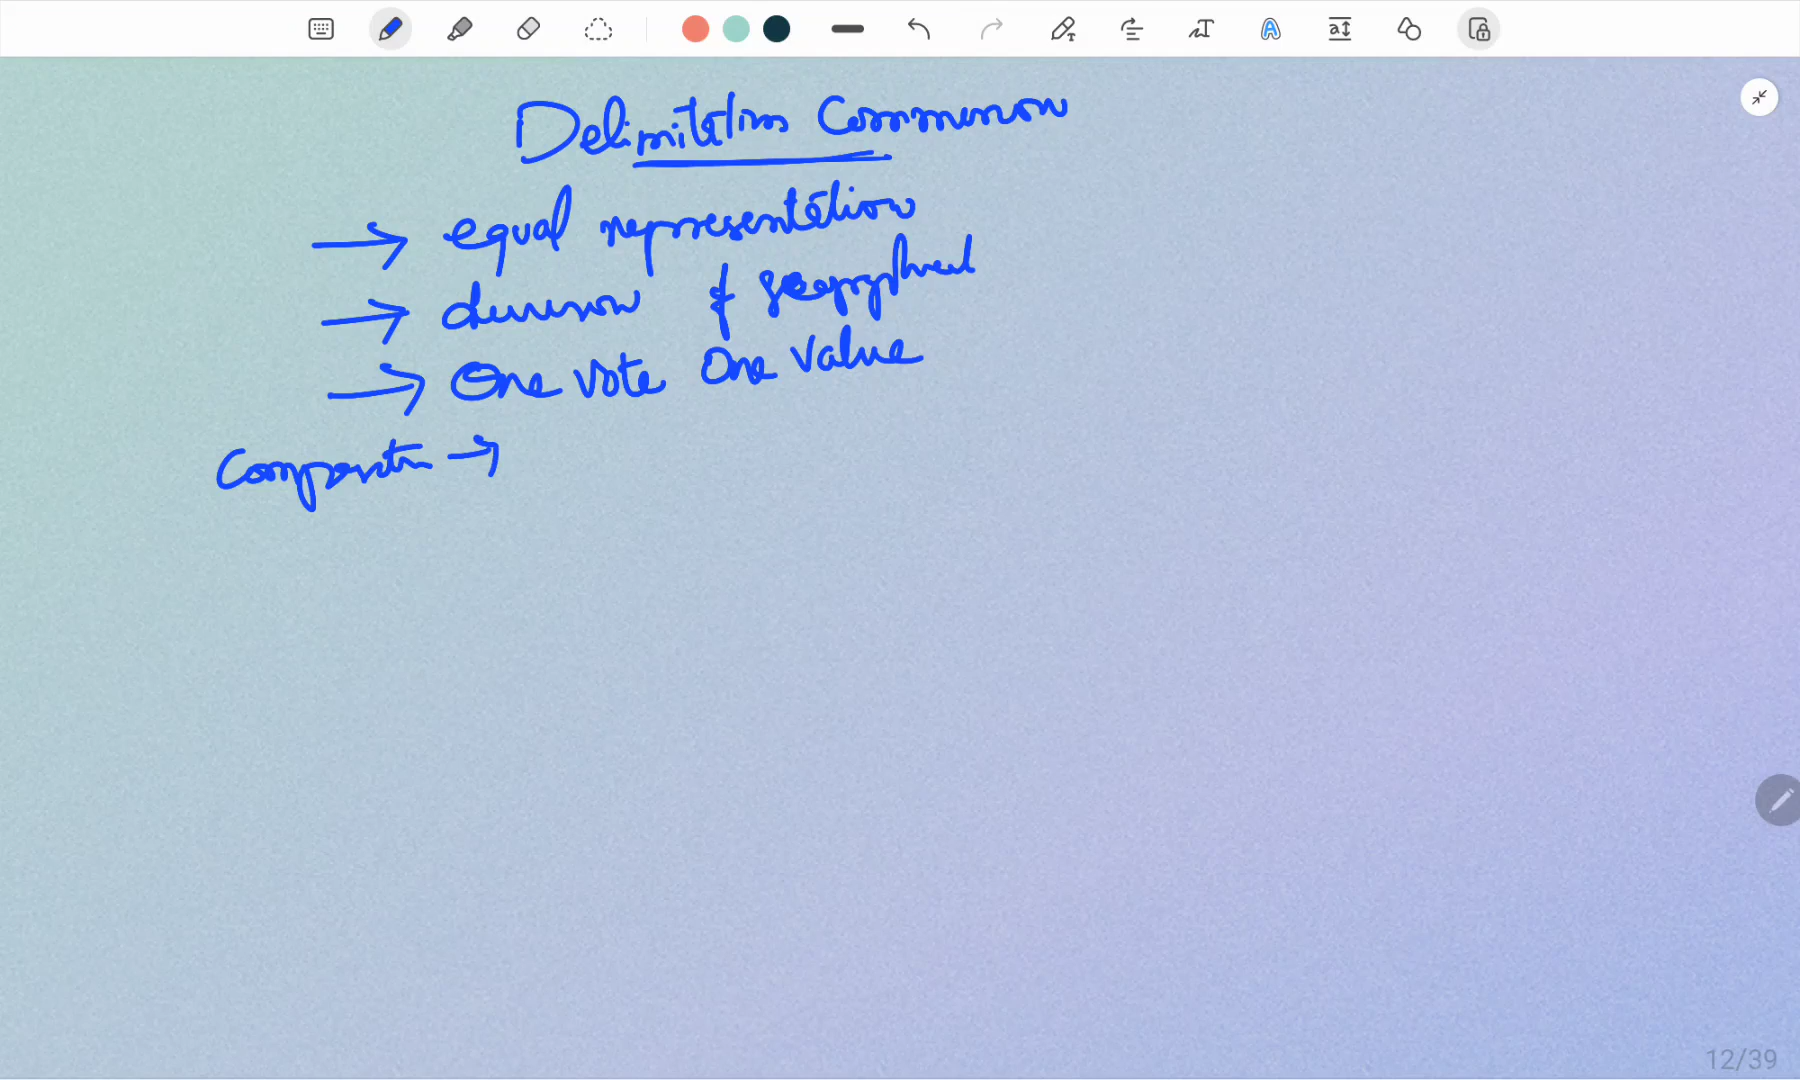 Delimitation Commission
→ equal representation
→ division of geographical
→ One vote One value
Composition →
12/39